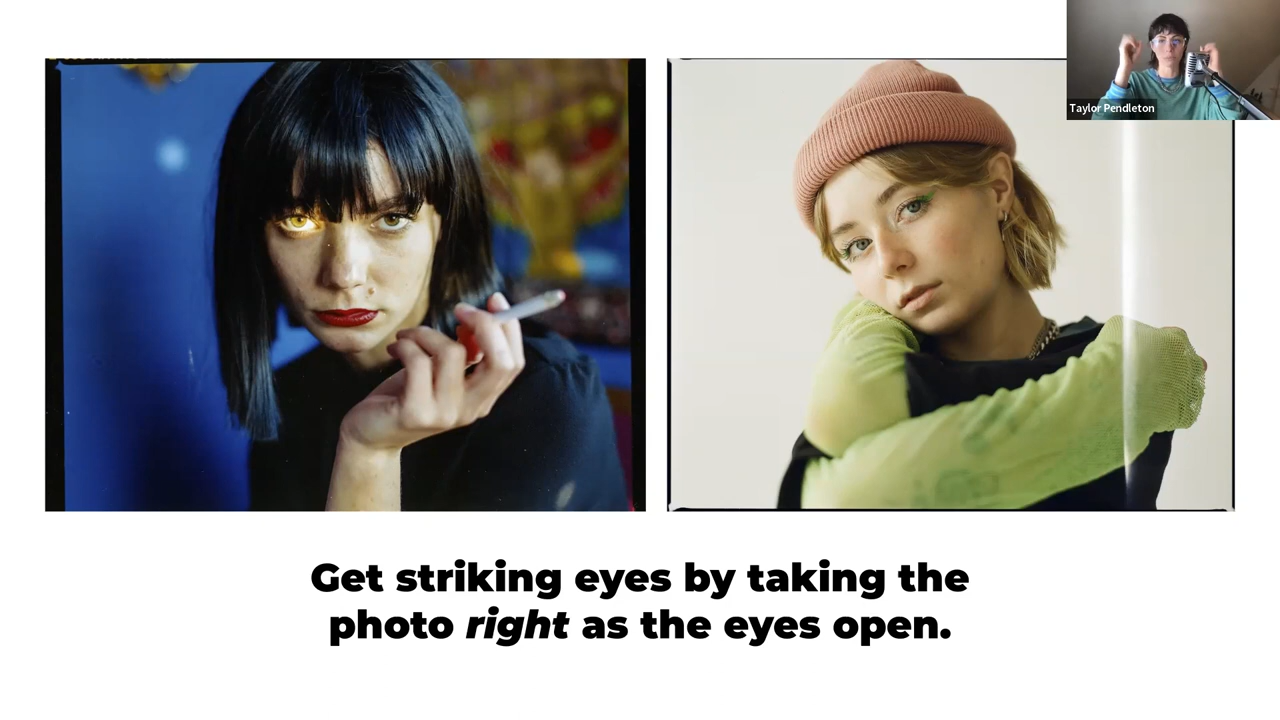 Taylor Pendleton
Get striking eyes by taking the
photo right as the eyes open.